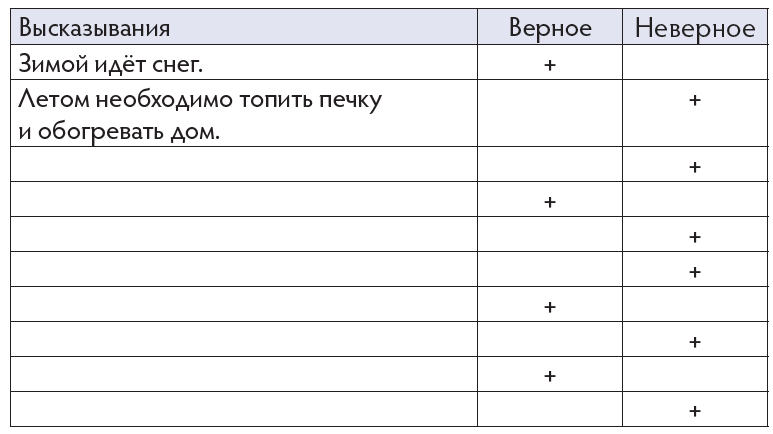 Высказывания Верное Неверное
Зимой идёт снег. +
Летом необходимо топить печку +
и обогревать дом.
+
+
+
+
+
+
+
+